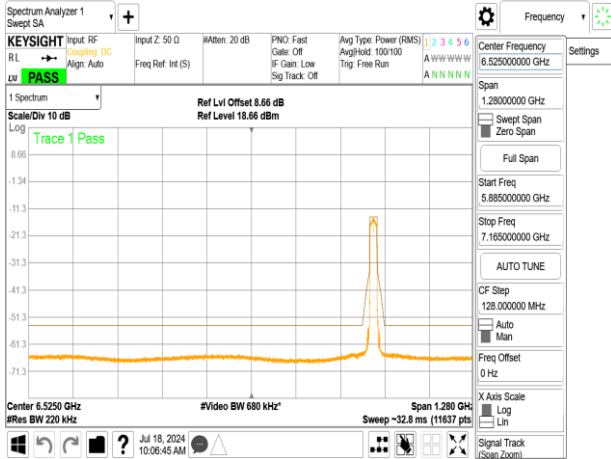 Spectrum Analyzer 1
Swept SA
Frequency
Settings
KEYSIGHT
RL
LXI
PASS
Input: RF
Coupling: DC
Align: Auto
Input Z: 50 Ω
Freq Ref: Int (S)
#Atten: 20 dB
PNO: Fast
Gate: Off
IF Gain: Low
Sig Track: Off
Avg Type: Power (RMS)
Avg|Hold: 100/100
Trig: Free Run
1 2 3 4 5 6
A W W W W W
A N N N N N
1 Spectrum
Scale/Div 10 dB
Ref Lvl Offset 8.66 dB
Ref Level 18.66 dBm
Log
Trace 1 Pass
8.66
-1.34
-11.3
-21.3
-31.3
-41.3
-51.3
-61.3
-71.3
Center 6.5250 GHz
#Res BW 220 kHz
#Video BW 680 kHz*
Span 1.280 GHz
Sweep ~32.8 ms (11637 pts
Jul 18, 2024
10:06:45 AM
Center Frequency
6.525000000 GHz
Span
1.28000000 GHz
Swept Span
Zero Span
Full Span
Start Freq
5.885000000 GHz
Stop Freq
7.165000000 GHz
AUTO TUNE
CF Step
128.000000 MHz
Auto
Man
Freq Offset
0 Hz
X Axis Scale
Log
Lin
Signal Track
(Span Zoom)